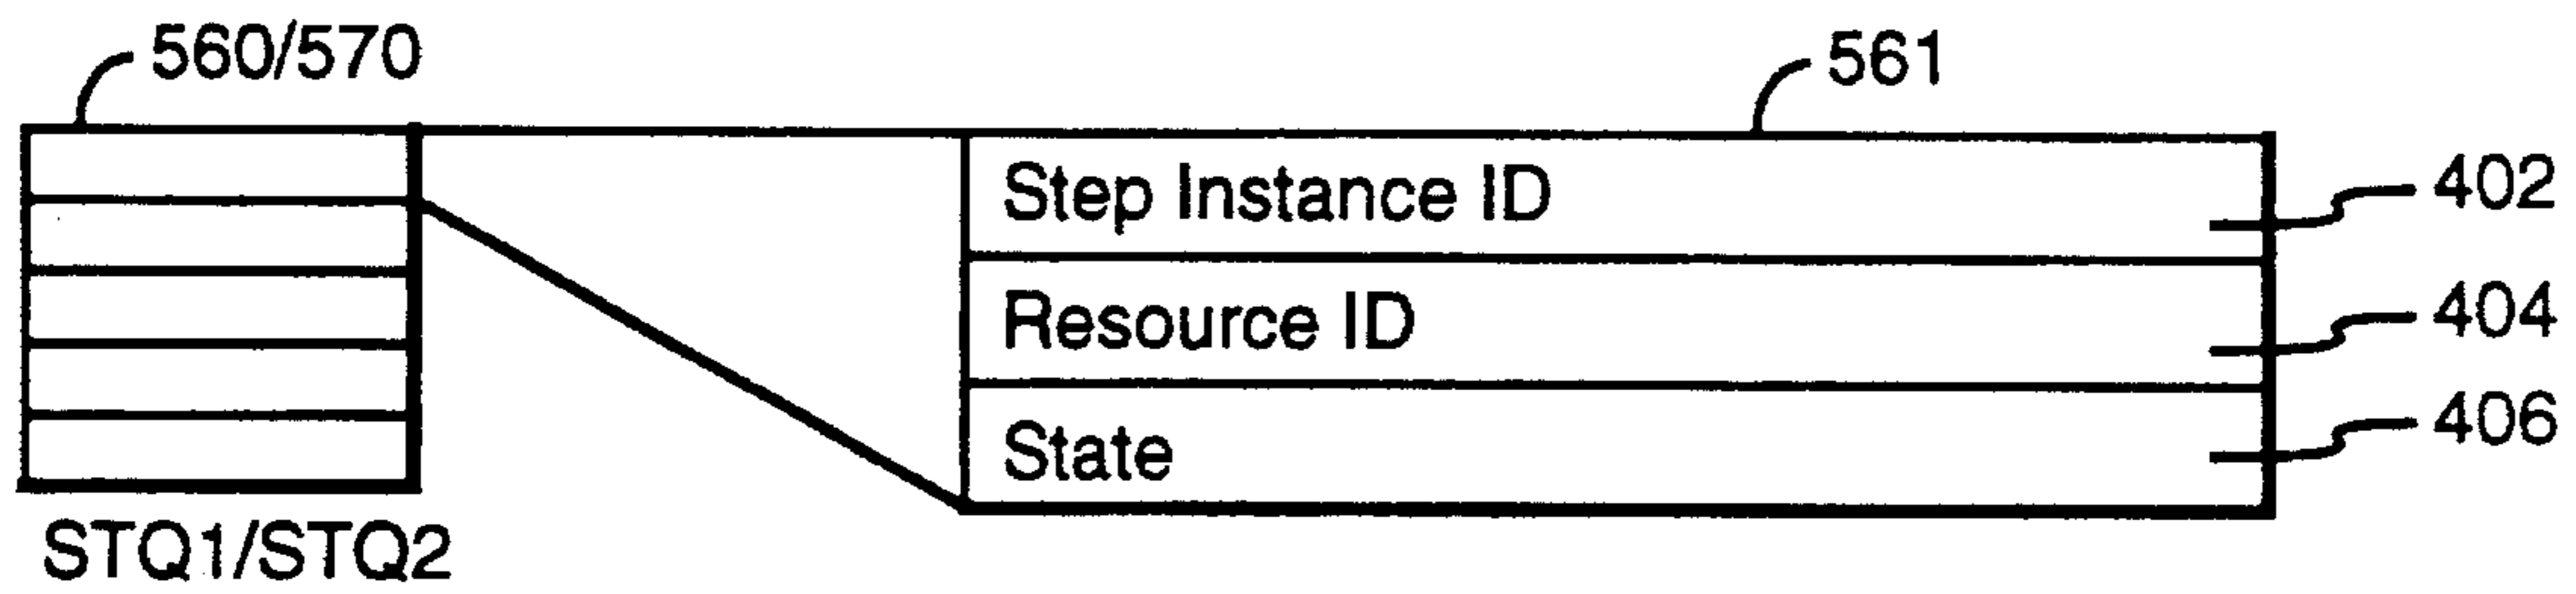 560/570
561
Step Instance ID
402
Resource ID
404
State
406
STQ1/STQ2